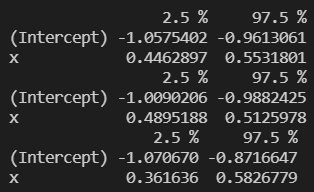 2.5 % 97.5 %
(Intercept) -1.0575402 -0.9613061
x 0.4462897 0.5531801
2.5 % 97.5 %
(Intercept) -1.0090206 -0.9882425
x 0.4895188 0.5125978
2.5 % 97.5 %
(Intercept) -1.070670 -0.8716647
x 0.361636 0.5826779